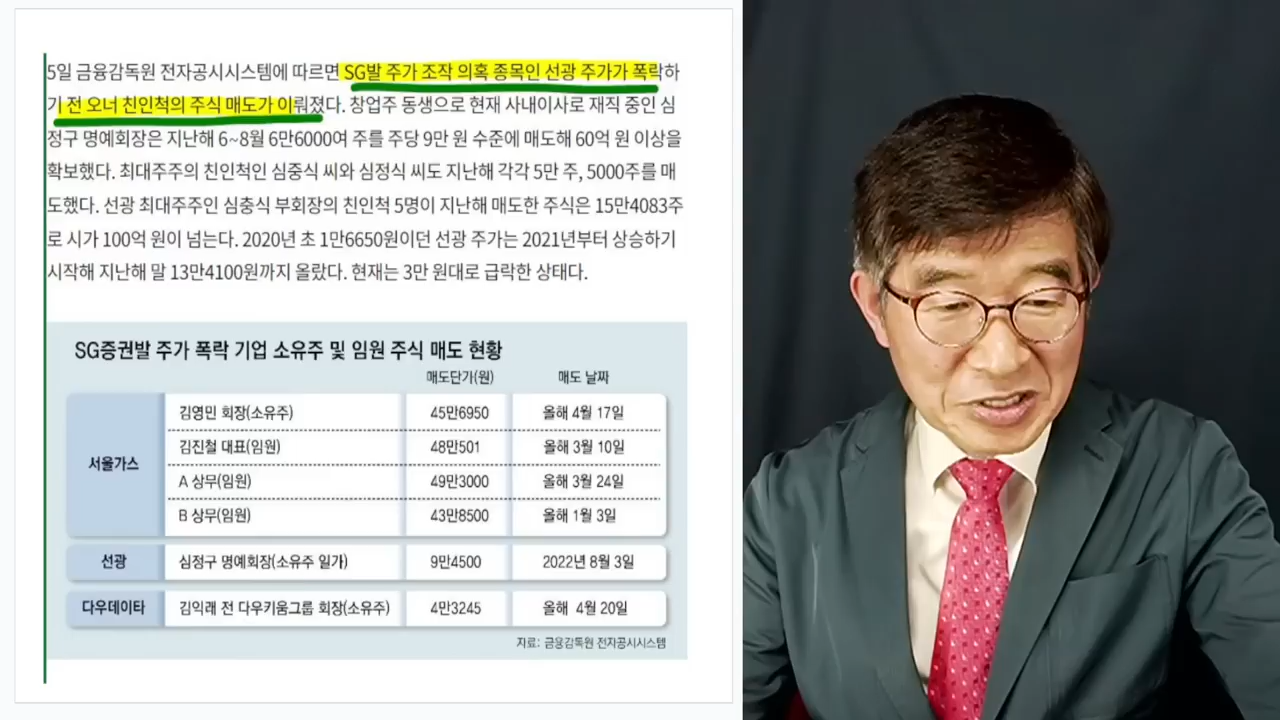 5일 금융감독원 전자공시시스템에 따르면 SG발 주가 조작 의혹 종목인 선광 주가가 폭락하
기 전 오너 친인척의 주식 매도가 이뤄졌다. 창업주 동생으로 현재 사내이사로 재직 중인 심
정구 명예회장은 지난해 6~8월 6만6000여 주를 주당 9만 원 수준에 매도해 60억 원 이상을
확보했다. 최대주주의 친인척인 심중식 씨와 심정식 씨도 지난해 각각 5만 주, 5000주를 매
도했다. 선광 최대주주인 심충식 부회장의 친인척 5명이 지난해 매도한 주식은 15만4083주
로 시가 100억 원이 넘는다. 2020년 초 1만6650원이던 선광 주가는 2021년부터 상승하기
시작해 지난해 말 13만4100원까지 올랐다. 현재는 3만 원대로 급락한 상태다.
SG증권발 주가 폭락 기업 소유주 및 임원 주식 매도 현황
매도단가(원) 매도 날짜
서울가스
김영민 회장(소유주) 45만6950 올해 4월 17일
김진철 대표(임원) 48만501 올해 3월 10일
A 상무(임원) 49만3000 올해 3월 24일
B 상무(임원) 43만8500 올해 1월 3일
선광 심정구 명예회장(소유주 일가) 9만4500 2022년 8월 3일
다우데이타 김익래 전 다우키움그룹 회장(소유주) 4만3245 올해 4월 20일
자료: 금융감독원 전자공시시스템